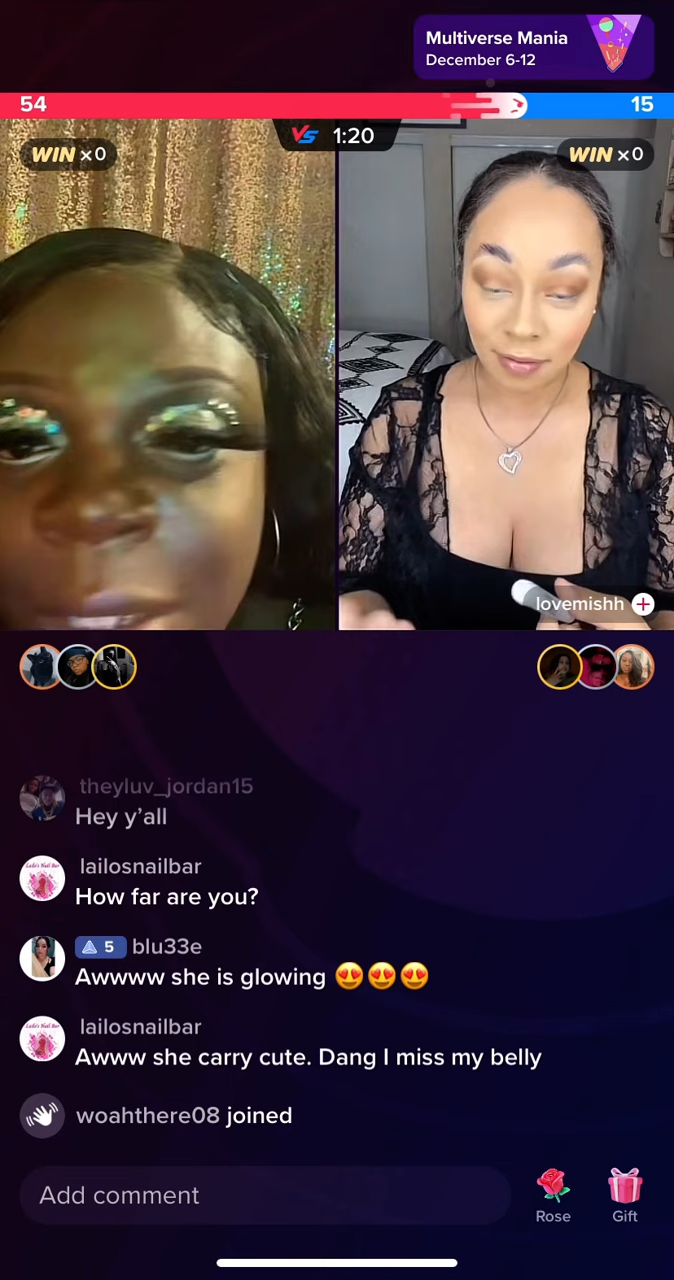 Multiverse Mania
December 6-12
54
15
VS 1:20
WIN ×0
WIN ×0
lovemishh
theyluv_jordan15
Hey y’all
lailosnailbar
How far are you?
5 blu33e
Awwww she is glowing 😍😍😍
lailosnailbar
Awww she carry cute. Dang I miss my belly
woahthere08 joined
Add comment
Rose
Gift